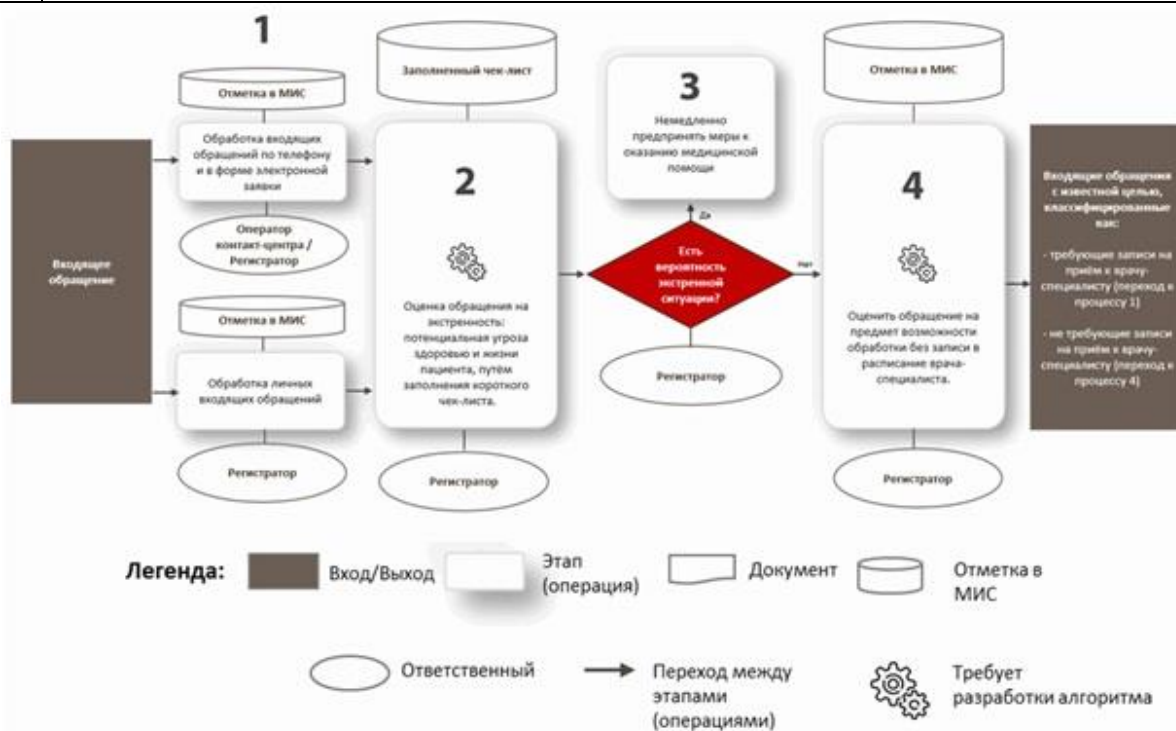 1
Отметка в МИС
Обработка входящих
обращений по телефону
и в форме электронной
заявки
Оператор
контакт-центра /
Регистратор
Входящее
обращение
Отметка в МИС
Обработка личных
входящих обращений
Регистратор
Заполненный чек-лист
2
Оценка обращения на
экстренность:
потенциальная угроза
здоровью и жизни
пациента, путём
заполнения короткого
чек-листа.
Регистратор
3
Немедленно
предпринять меры к
оказанию медицинской
помощи
Да
Есть
вероятность
экстренной
ситуации?
Нет
Регистратор
Отметка в МИС
4
Оценить обращение на
предмет возможности
обработки без записи в
расписание врача-
специалиста.
Регистратор
Входящие обращения
с известной целью,
классифицированные
как:
- требующие записи на
приём к врачу-
специалисту (переход к
процессу 1)
- не требующие записи
на приём к врачу-
специалисту (переход к
процессу 4)
Легенда:
Вход/Выход
Этап
(операция)
Документ
Отметка в
МИС
Ответственный
Переход между
этапами
(операциями)
Требует
разработки алгоритма